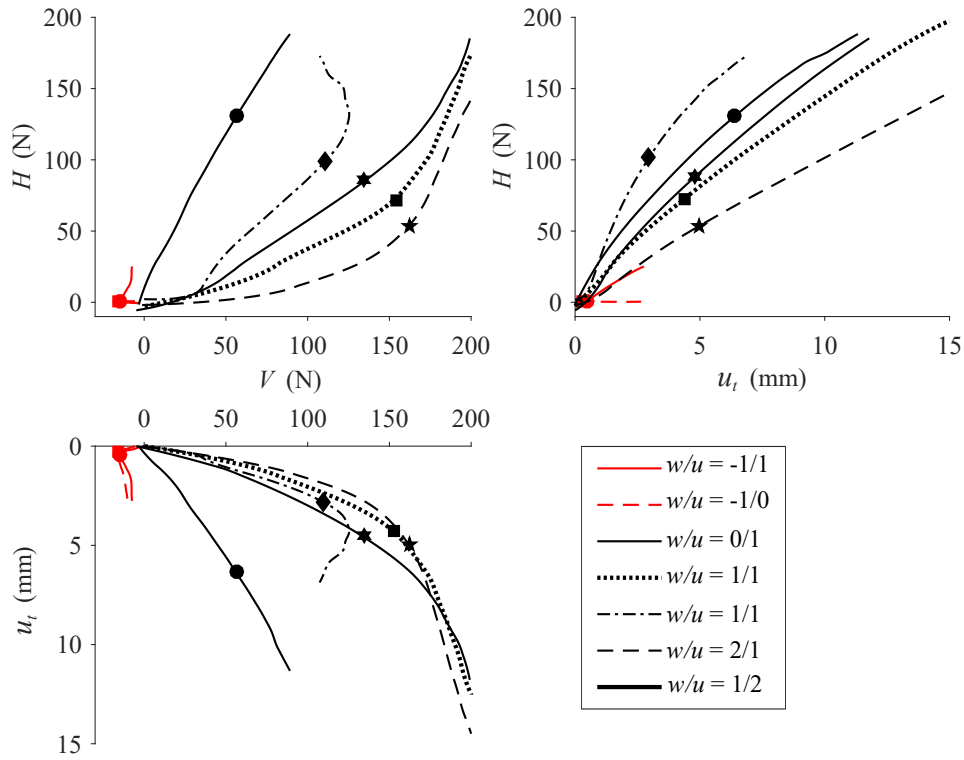 200
150
100
50
0
H (N)
0 50 100 150 200
V (N)
200
150
100
50
0
H (N)
0 5 10 15
u_t (mm)
0 50 100 150 200
0
5
10
15
u_t (mm)
w/u = -1/1
w/u = -1/0
w/u = 0/1
w/u = 1/1
w/u = 1/1
w/u = 2/1
w/u = 1/2